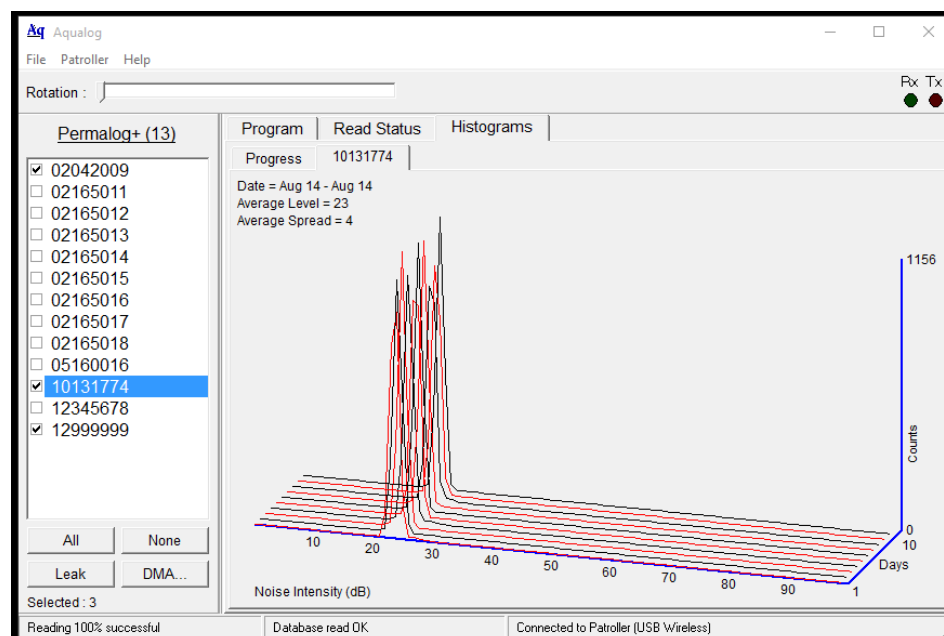 Aq Aqualog
File Patroller Help
Rotation :
Rx Tx
Permalog+ (13)
02042009
02165011
02165012
02165013
02165014
02165015
02165016
02165017
02165018
05160016
10131774
12345678
12999999
All None
Leak DMA...
Selected : 3
Program Read Status Histograms
Progress 10131774
Date = Aug 14 - Aug 14
Average Level = 23
Average Spread = 4
1156
Counts
0
10
Days
1
10 20 30 40 50 60 70 80 90
Noise Intensity (dB)
Reading 100% successful Database read OK Connected to Patroller (USB Wireless)